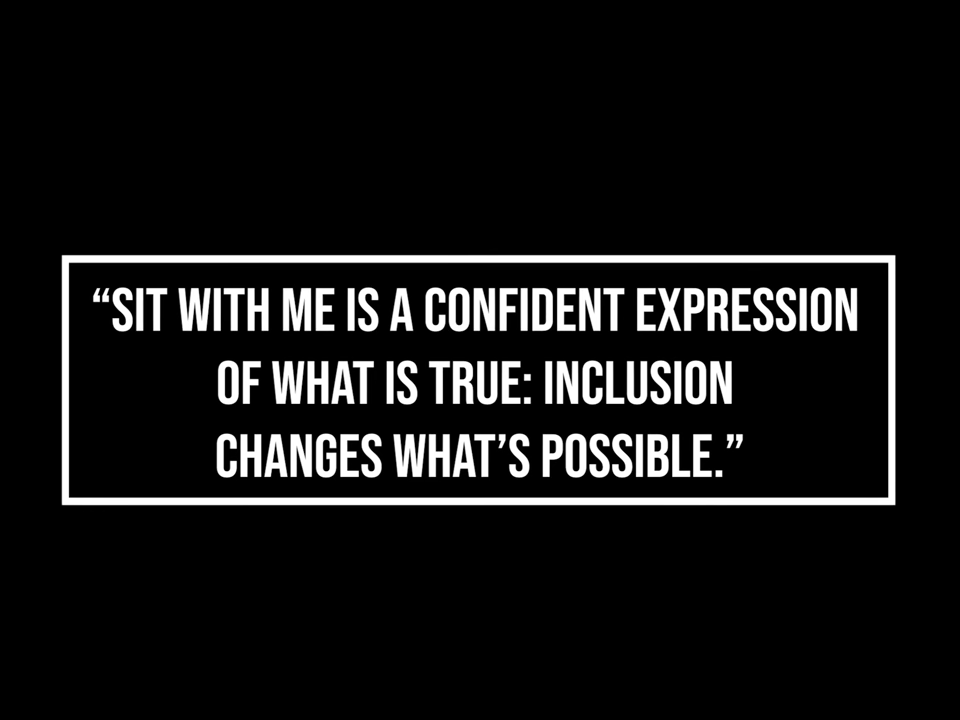 “SIT WITH ME IS A CONFIDENT EXPRESSION
OF WHAT IS TRUE: INCLUSION
CHANGES WHAT’S POSSIBLE.”